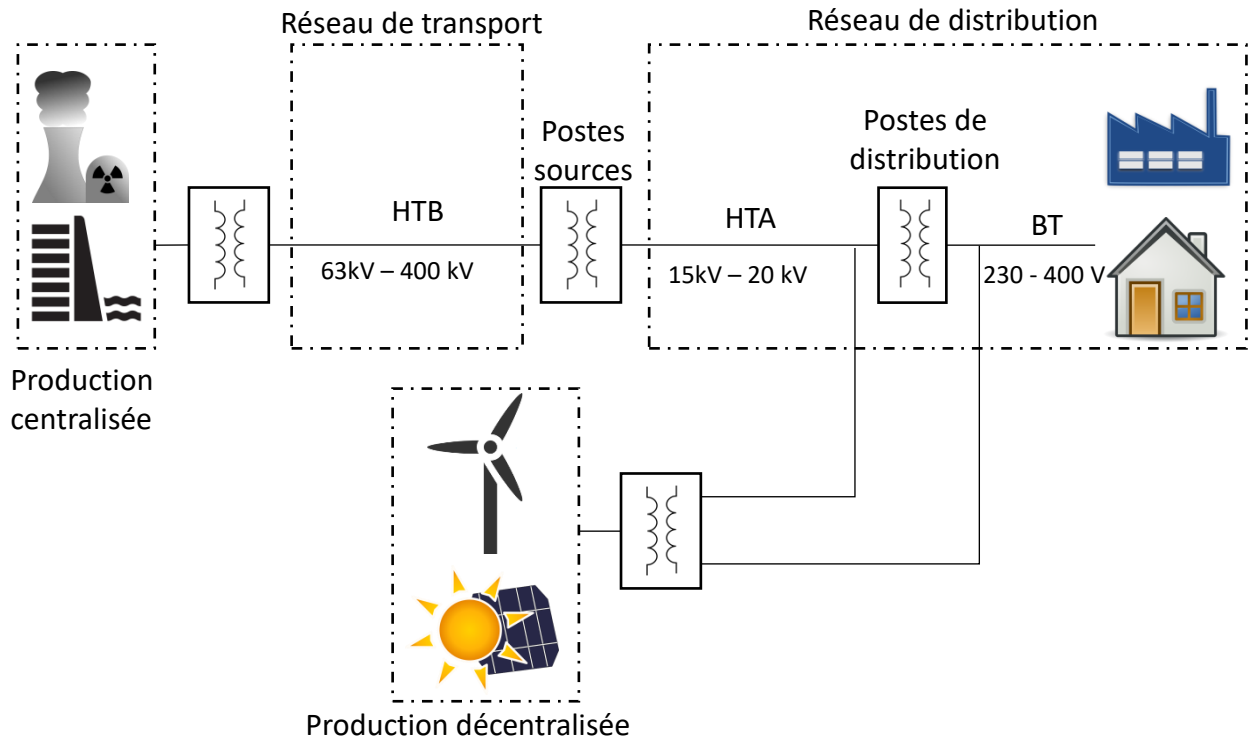 Réseau de transport
Réseau de distribution
Postes
sources
Postes de
distribution
HTB
HTA
BT
63kV – 400 kV
15kV – 20 kV
230 - 400 V
Production
centralisée
Production décentralisée